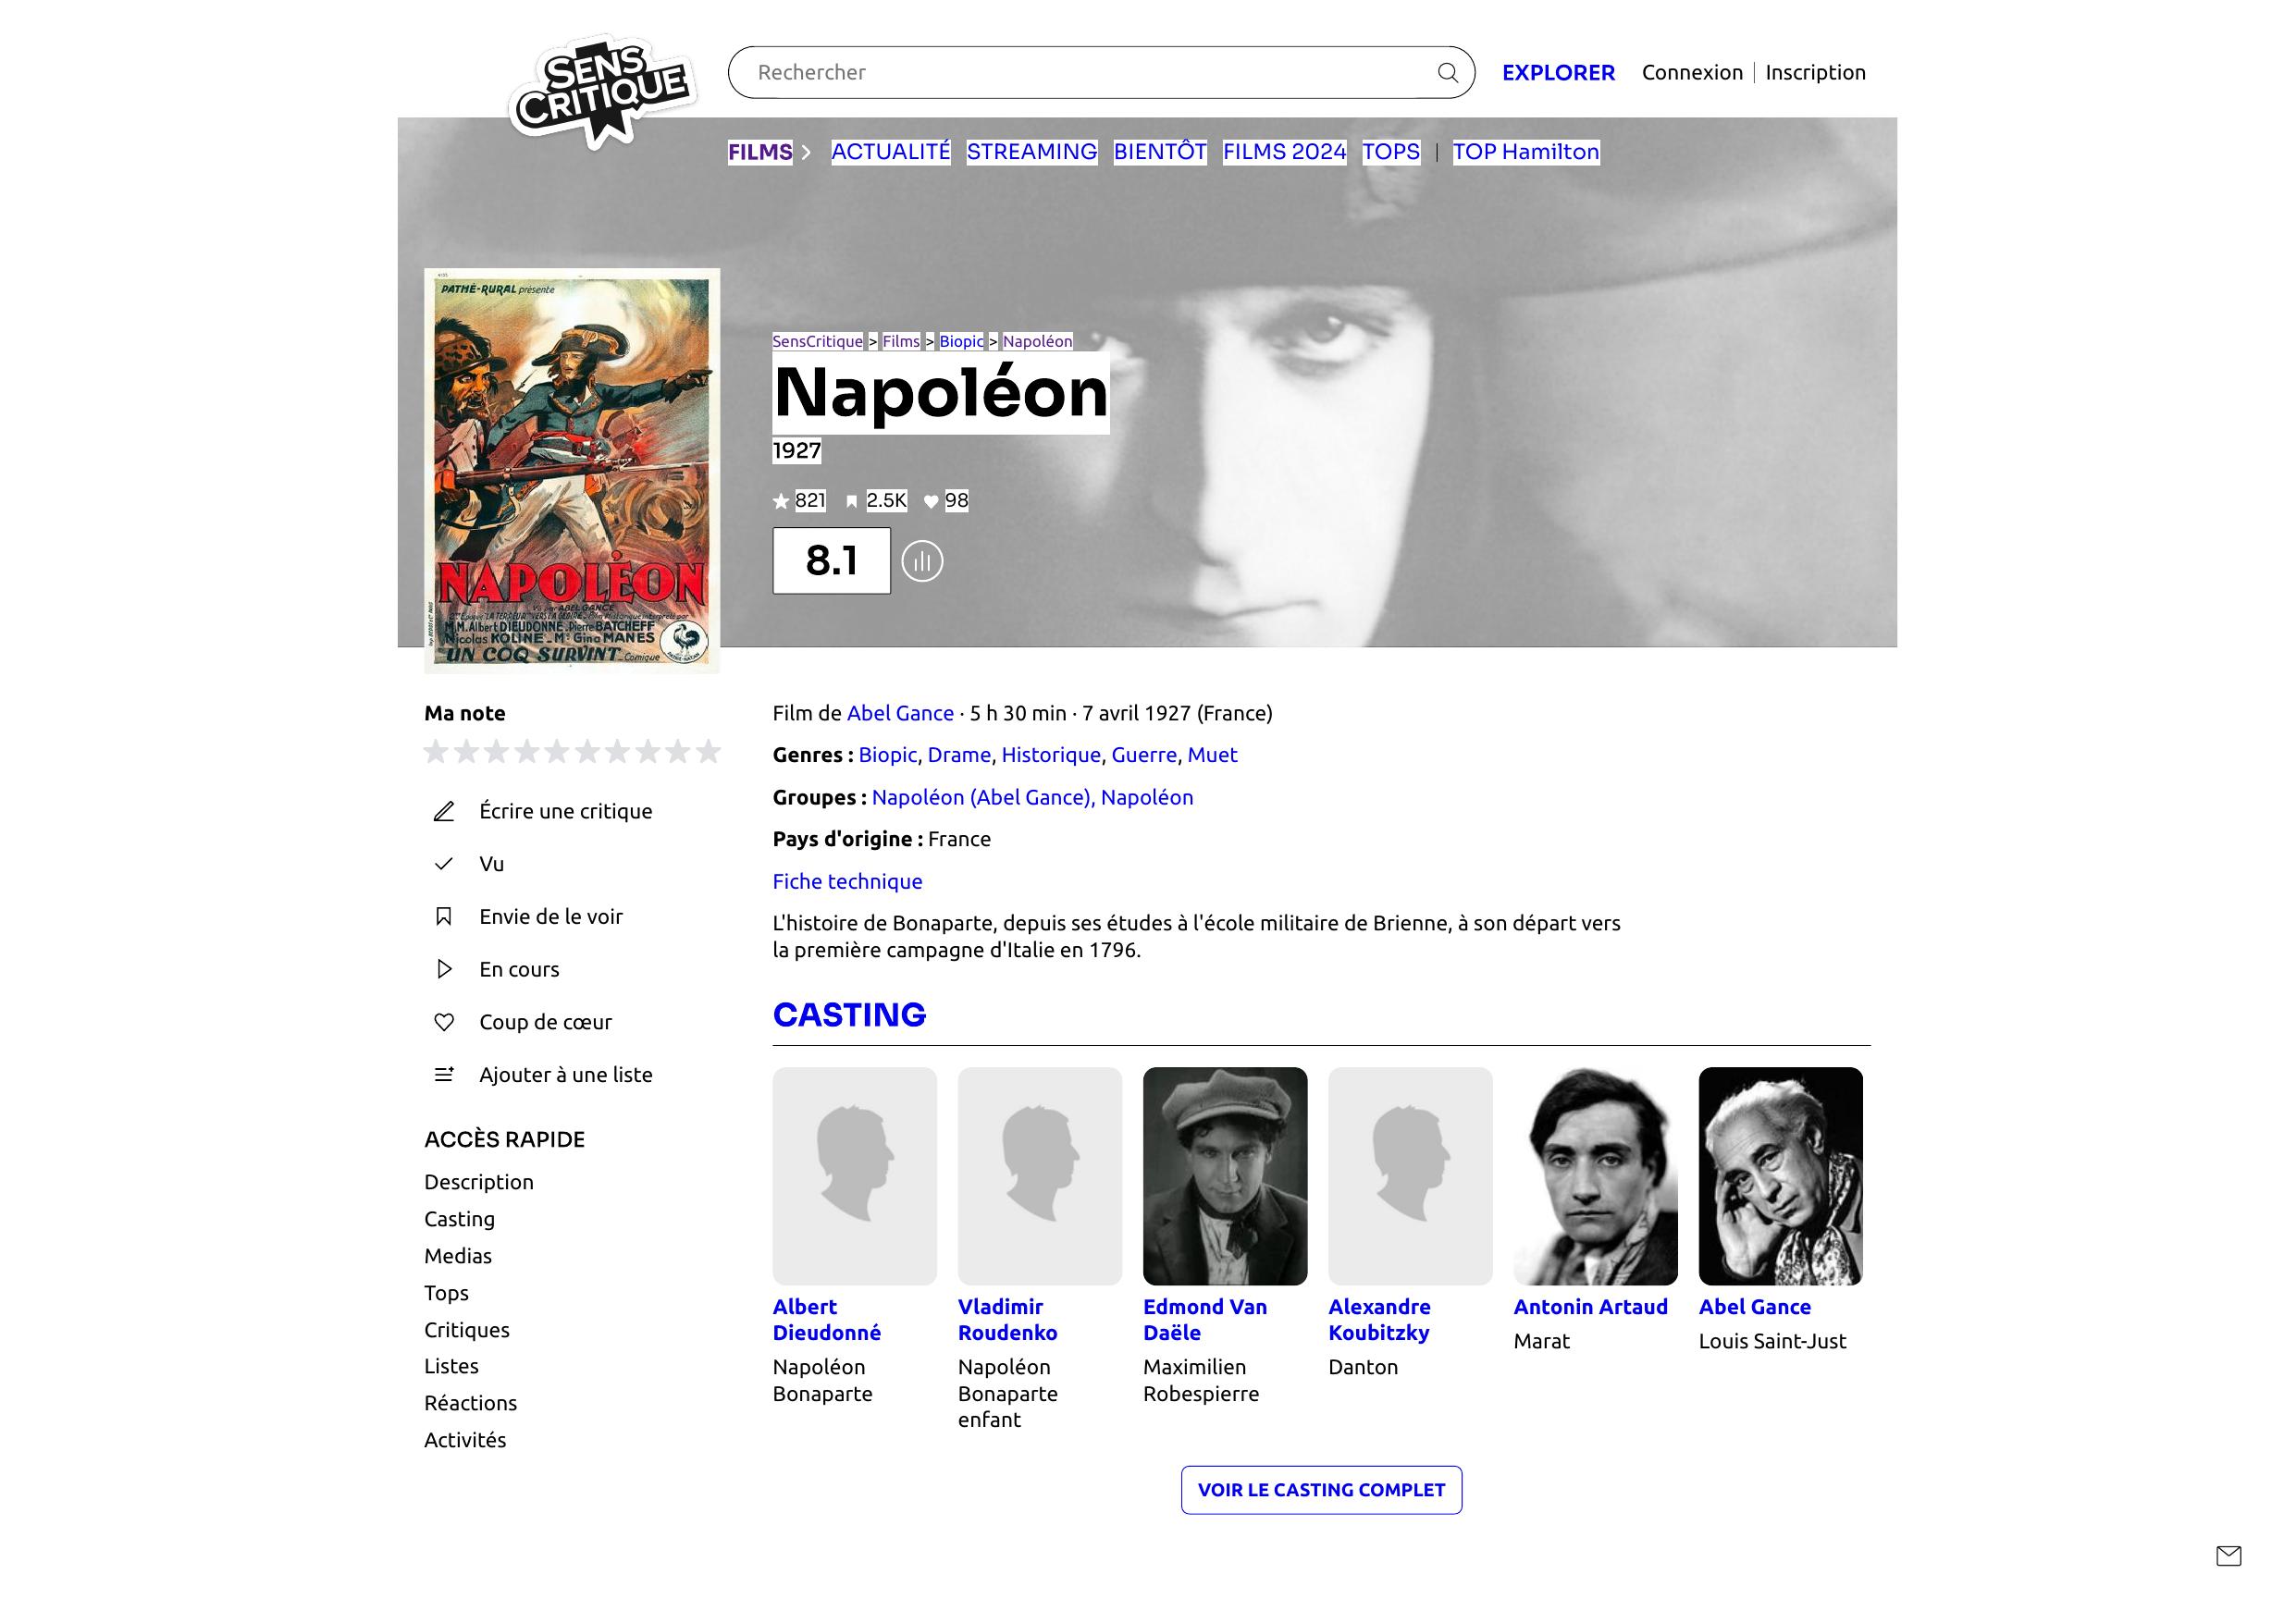 SENS
CRITIQUE
Rechercher
EXPLORER
Connexion | Inscription
FILMS
ACTUALITÉ
STREAMING
BIENTÔT
FILMS 2024
TOPS
|
TOP Hamilton
PATHÉ-RURAL présente
NAPOLÉON
Vu par ABEL GANCE
M.M. Albert DIEUDONNE - Pierre BATCHEFF
Nicolas KOLINE - Me Gina MANES
UN COQ SURVINT - Comique
SensCritique > Films > Biopic > Napoléon
Napoléon
1927
821
2.5K
98
8.1
Ma note
Écrire une critique
Vu
Envie de le voir
En cours
Coup de cœur
Ajouter à une liste
ACCÈS RAPIDE
Description
Casting
Medias
Tops
Critiques
Listes
Réactions
Activités
Film de Abel Gance · 5 h 30 min · 7 avril 1927 (France)
Genres : Biopic, Drame, Historique, Guerre, Muet
Groupes : Napoléon (Abel Gance), Napoléon
Pays d'origine : France
Fiche technique
L'histoire de Bonaparte, depuis ses études à l'école militaire de Brienne, à son départ vers
la première campagne d'Italie en 1796.
CASTING
Albert
Dieudonné
Napoléon
Bonaparte
Vladimir
Roudenko
Napoléon
Bonaparte
enfant
Edmond Van
Daële
Maximilien
Robespierre
Alexandre
Koubitzky
Danton
Antonin Artaud
Marat
Abel Gance
Louis Saint-Just
VOIR LE CASTING COMPLET